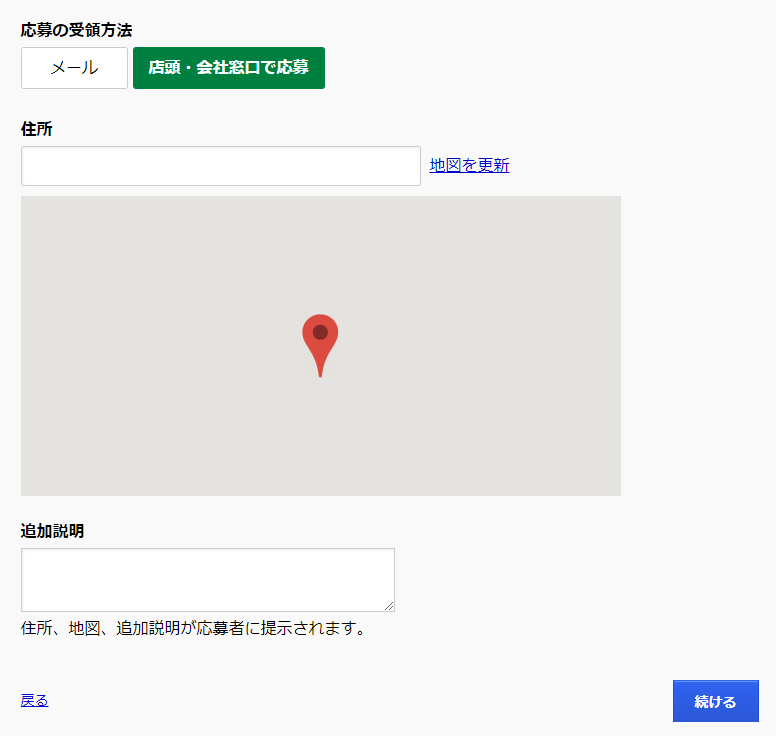 応募の受領方法
メール 店頭・会社窓口で応募
住所
地図を更新
追加説明
住所、地図、追加説明が応募者に提示されます。
戻る 続ける